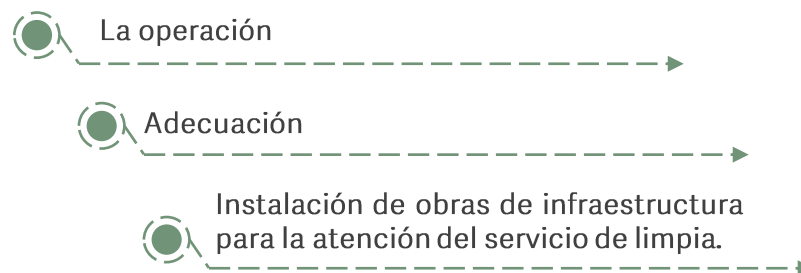 La operación
Adecuación
Instalación de obras de infraestructura
para la atención del servicio de limpia.